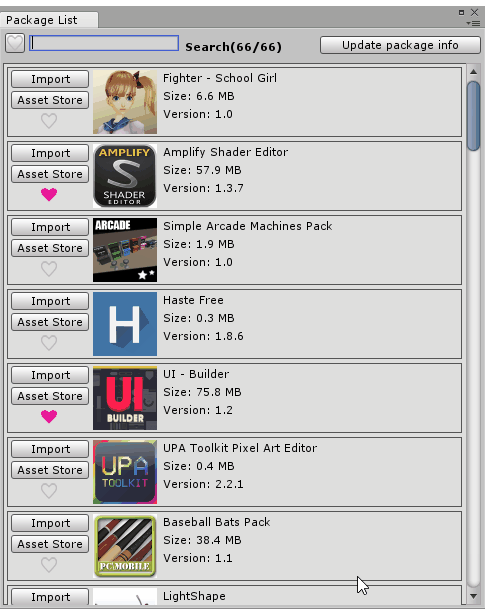 Package List
Search(66/66)
Update package info
Import
Asset Store
Fighter - School Girl
Size: 6.6 MB
Version: 1.0
Import
Asset Store
AMPLIFY
S
SHADER
EDITOR
Amplify Shader Editor
Size: 57.9 MB
Version: 1.3.7
Import
Asset Store
ARCADE
Simple Arcade Machines Pack
Size: 1.9 MB
Version: 1.0
Import
Asset Store
H
Haste Free
Size: 0.3 MB
Version: 1.8.6
Import
Asset Store
UI
BUILDER
UI - Builder
Size: 75.8 MB
Version: 1.2
Import
Asset Store
UPA
TOOLKIT
UPA Toolkit Pixel Art Editor
Size: 0.4 MB
Version: 2.2.1
Import
Asset Store
PC/MOBILE
Baseball Bats Pack
Size: 38.4 MB
Version: 1.1
Import
LightShape